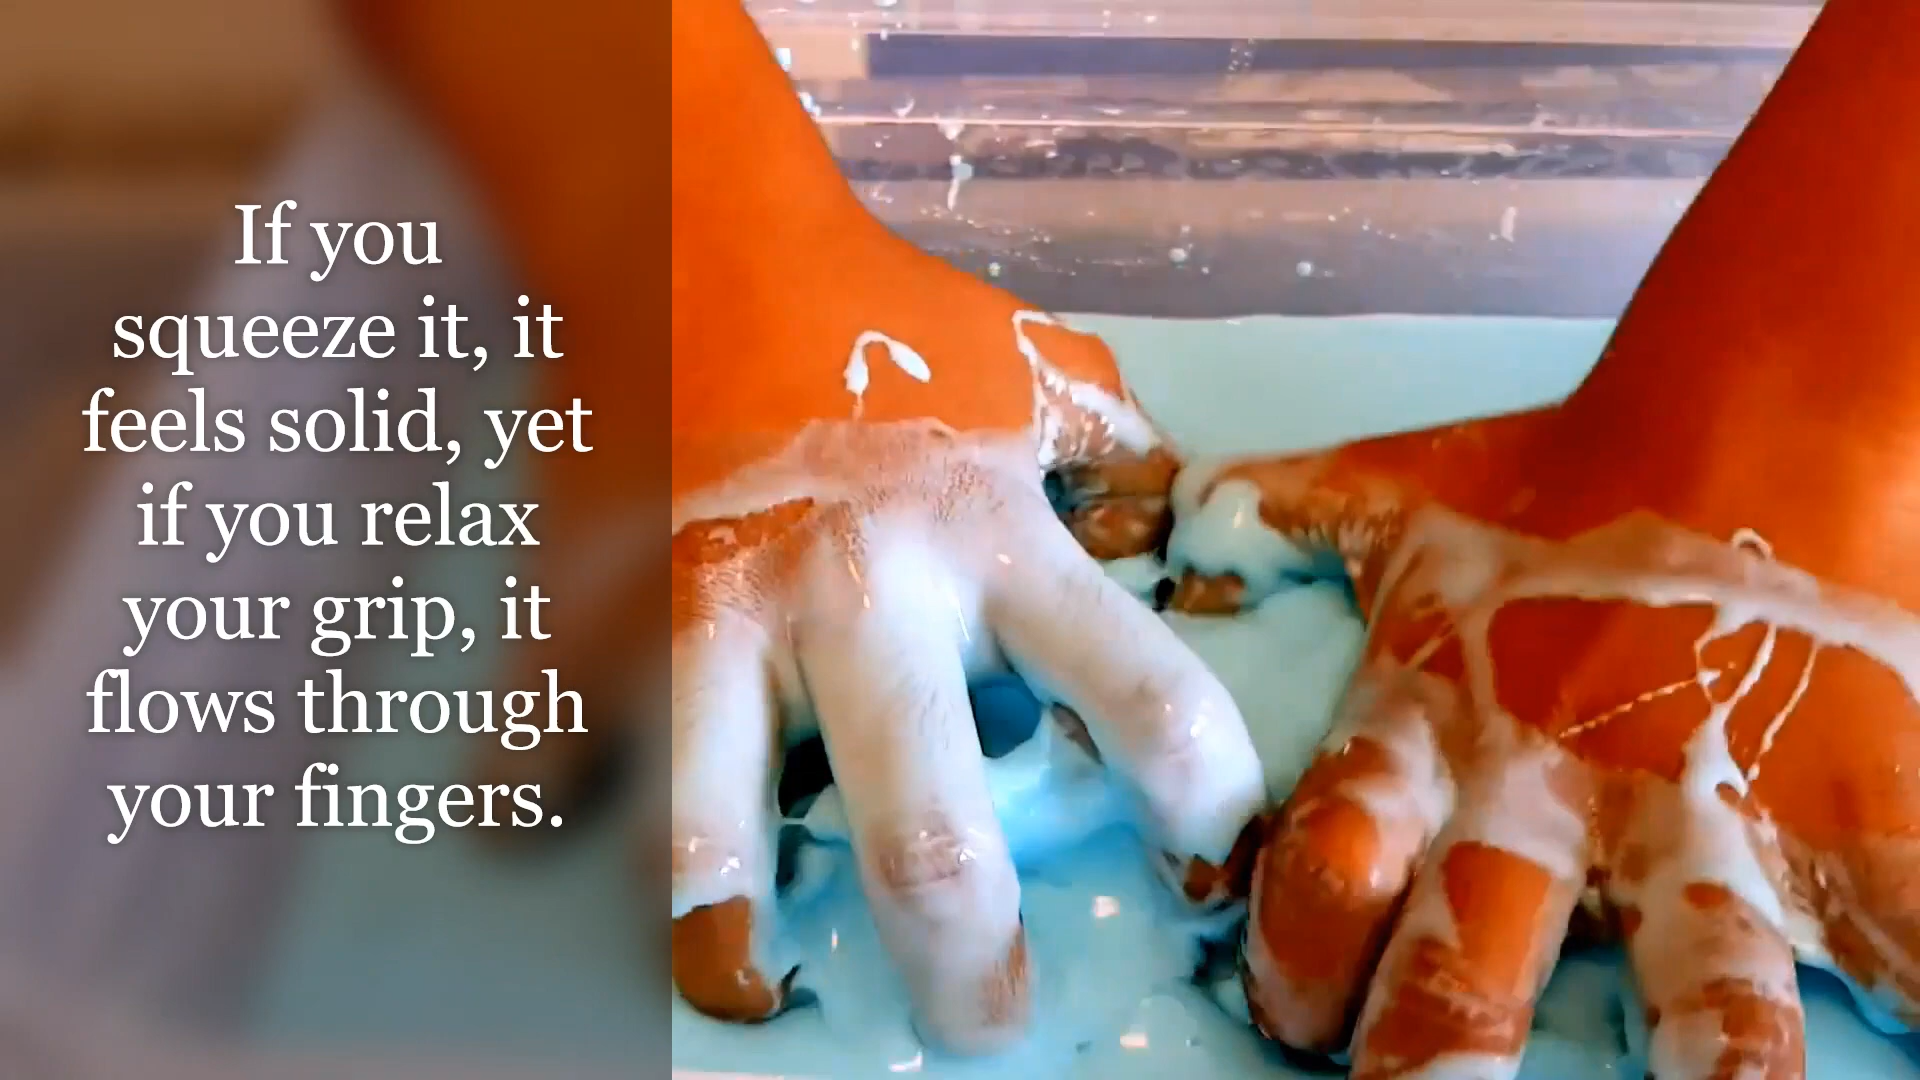 If you
squeeze it, it
feels solid, yet
if you relax
your grip, it
flows through
your fingers.